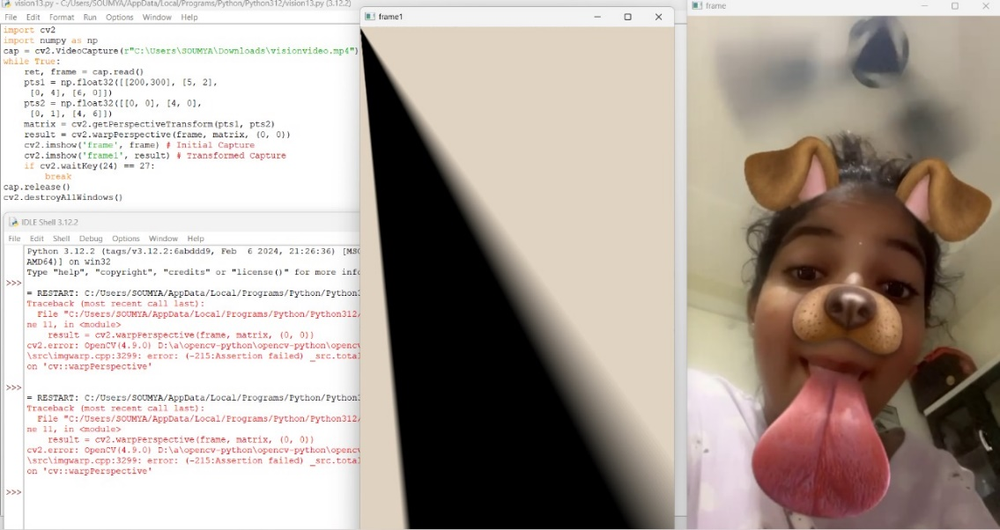 vision13.py - C:/Users/SOUMYA/AppData/Local/Programs/Python/Python312/vision13.py (3.12.2)
File Edit Format Run Options Window Help
import cv2
import numpy as np
cap = cv2.VideoCapture(r"C:\Users\SOUMYA\Downloads\visionvideo.mp4")
while True:
    ret, frame = cap.read()
    pts1 = np.float32([[200,300], [5, 2],
     [0, 4], [6, 0]])
    pts2 = np.float32([[0, 0], [4, 0],
     [0, 1], [4, 6]])
    matrix = cv2.getPerspectiveTransform(pts1, pts2)
    result = cv2.warpPerspective(frame, matrix, (0, 0))
    cv2.imshow('frame', frame) # Initial Capture
    cv2.imshow('frame1', result) # Transformed Capture
    if cv2.waitKey(24) == 27:
        break
cap.release()
cv2.destroyAllWindows()
IDLE Shell 3.12.2
File Edit Shell Debug Options Window Help
Python 3.12.2 (tags/v3.12.2:6abddd9, Feb 6 2024, 21:26:36) [MSC
AMD64)] on win32
Type "help", "copyright", "credits" or "license()" for more info
>>>
= RESTART: C:/Users/SOUMYA/AppData/Local/Programs/Python/Python3
Traceback (most recent call last):
  File "C:/Users/SOUMYA/AppData/Local/Programs/Python/Python312/
ne 11, in <module>
    result = cv2.warpPerspective(frame, matrix, (0, 0))
cv2.error: OpenCV(4.9.0) D:\a\opencv-python\opencv-python\opencv
\src\imgwarp.cpp:3299: error: (-215:Assertion failed) _src.total
on 'cv::warpPerspective'
>>>
= RESTART: C:/Users/SOUMYA/AppData/Local/Programs/Python/Python3
Traceback (most recent call last):
  File "C:/Users/SOUMYA/AppData/Local/Programs/Python/Python312/
ne 11, in <module>
    result = cv2.warpPerspective(frame, matrix, (0, 0))
cv2.error: OpenCV(4.9.0) D:\a\opencv-python\opencv-python\opencv
\src\imgwarp.cpp:3299: error: (-215:Assertion failed) _src.total
on 'cv::warpPerspective'
>>>
frame1
frame